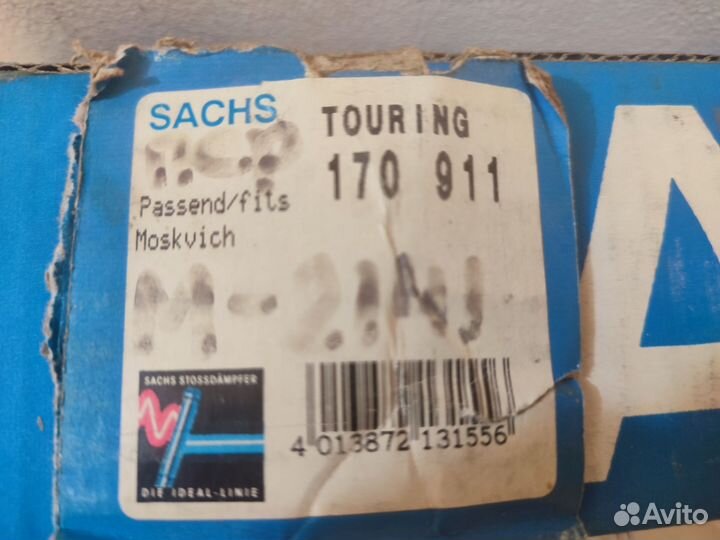 SACHS TOURING
170 911
Passend/fits
Moskvich
SACHS STOSSDÄMPFER
DIE IDEAL-LINIE
4 013872 131556
A
Avito